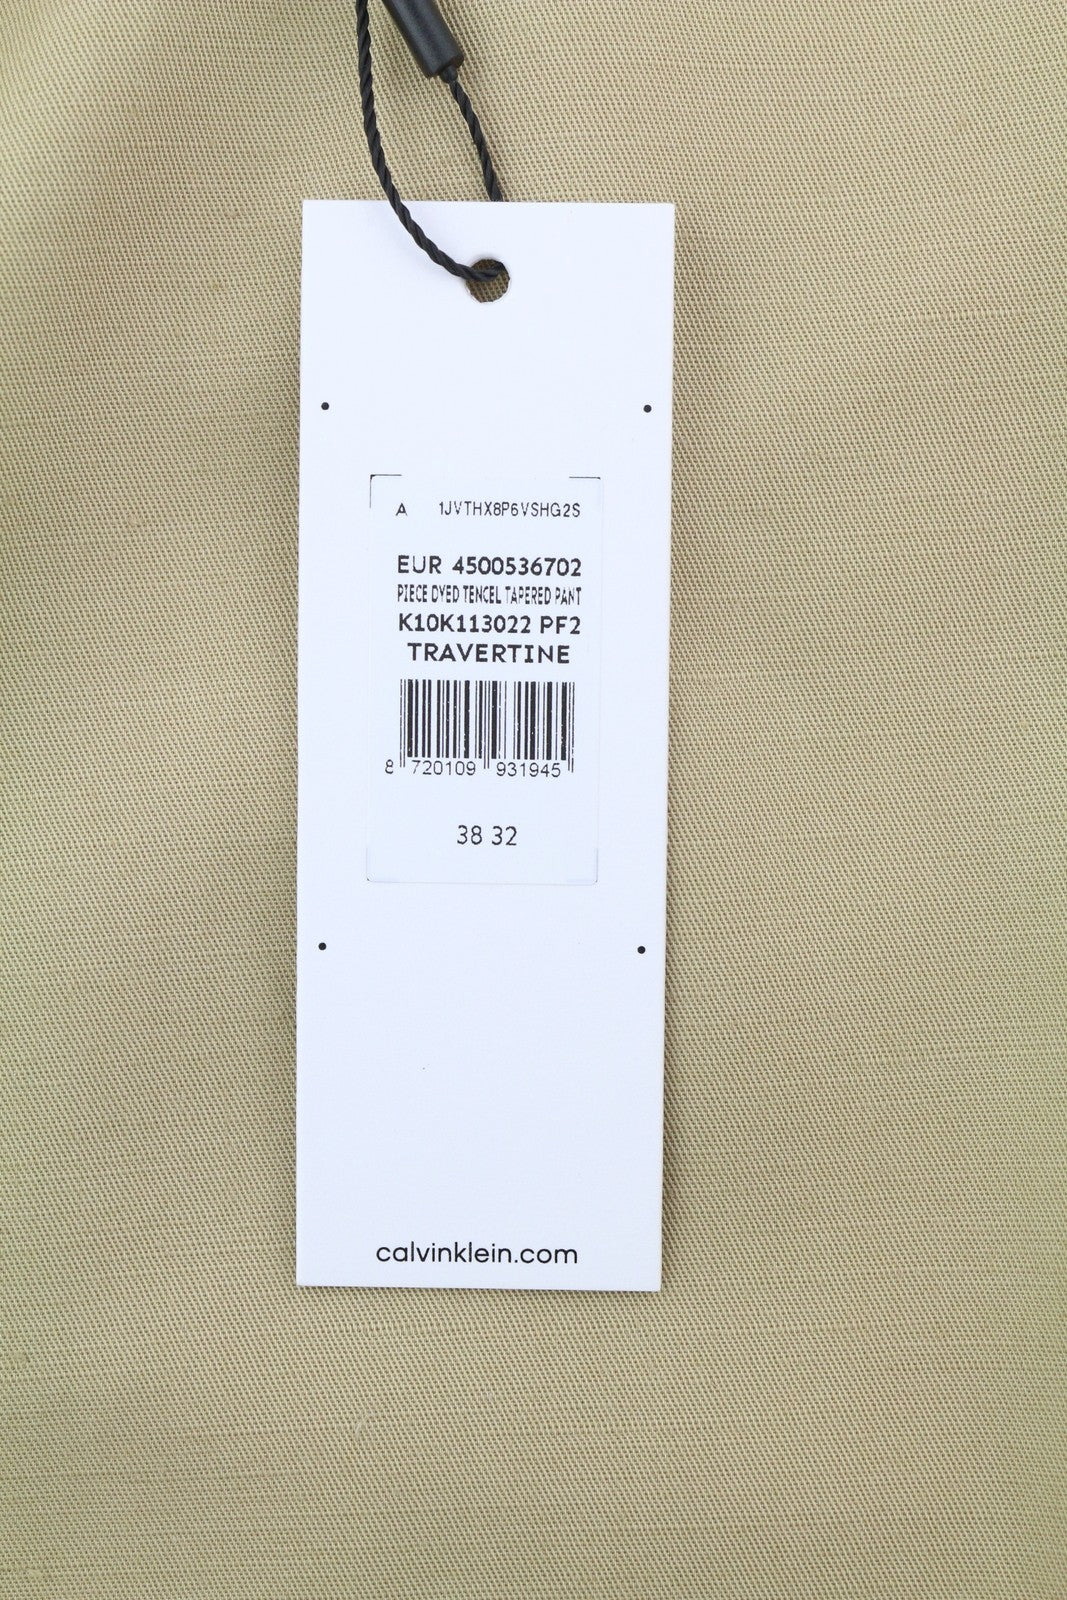 A 1JVTHX8P6VSHG2S
EUR 4500536702
PIECE DYED TENCEL TAPERED PANT
K10K113022 PF2
TRAVERTINE
8 720109 931945
38 32
calvinklein.com